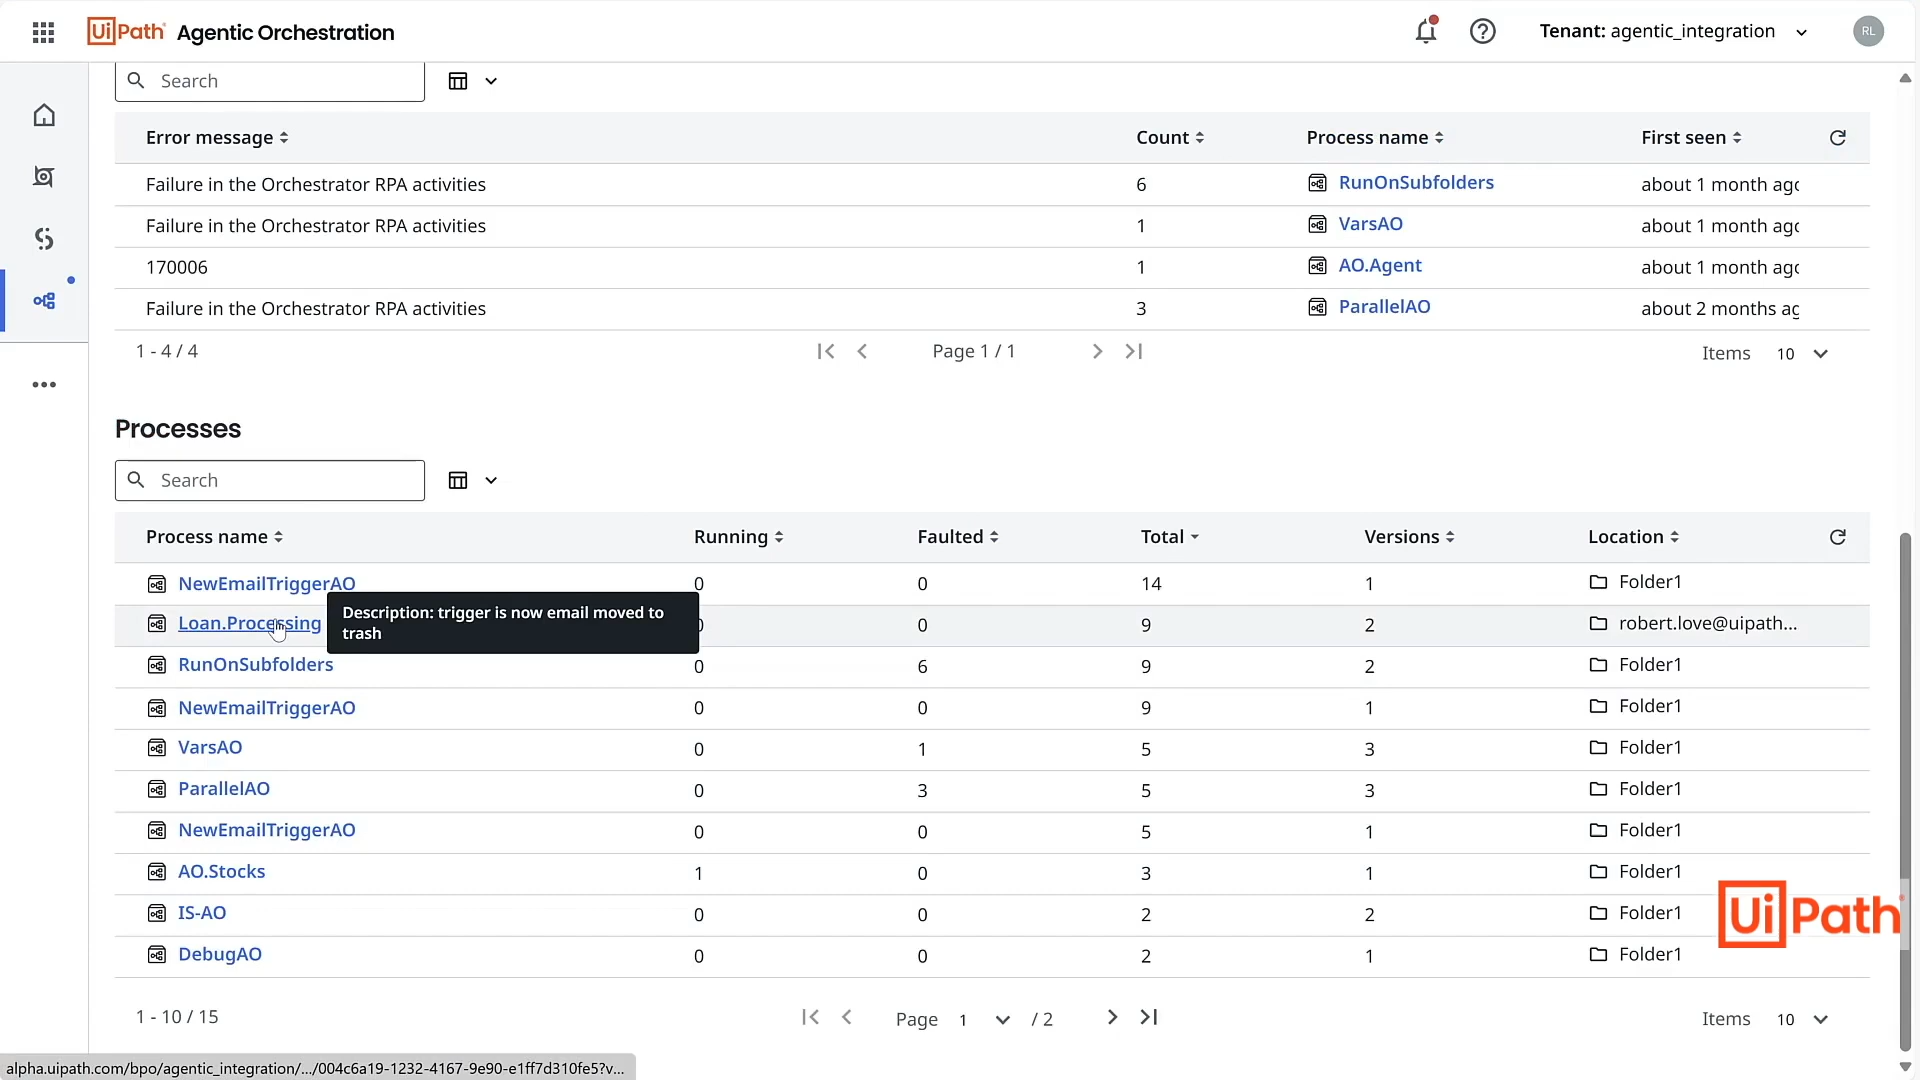 UiPath Agentic Orchestration
Tenant: agentic_integration
RL
Search
Error message Count Process name First seen
Failure in the Orchestrator RPA activities 6 RunOnSubfolders about 1 month agc
Failure in the Orchestrator RPA activities 1 VarsAO about 1 month agc
170006 1 AO.Agent about 1 month agc
Failure in the Orchestrator RPA activities 3 ParallelAO about 2 months ag
1 - 4 / 4 Page 1 / 1 Items 10
Processes
Search
Process name Running Faulted Total Versions Location
NewEmailTriggerAO 0 0 14 1 Folder1
Loan.Processing 0 0 9 2 robert.love@uipath...
Description: trigger is now email moved to
trash
RunOnSubfolders 0 6 9 2 Folder1
NewEmailTriggerAO 0 0 9 1 Folder1
VarsAO 0 1 5 3 Folder1
ParallelAO 0 3 5 3 Folder1
NewEmailTriggerAO 0 0 5 1 Folder1
AO.Stocks 1 0 3 1 Folder1
IS-AO 0 0 2 2 Folder1
DebugAO 0 0 2 1 Folder1
UiPath
1 - 10 / 15 Page 1 / 2 Items 10
alpha.uipath.com/bpo/agentic_integration/.../004c6a19-1232-4167-9e90-e1ff7d310fe5?v...